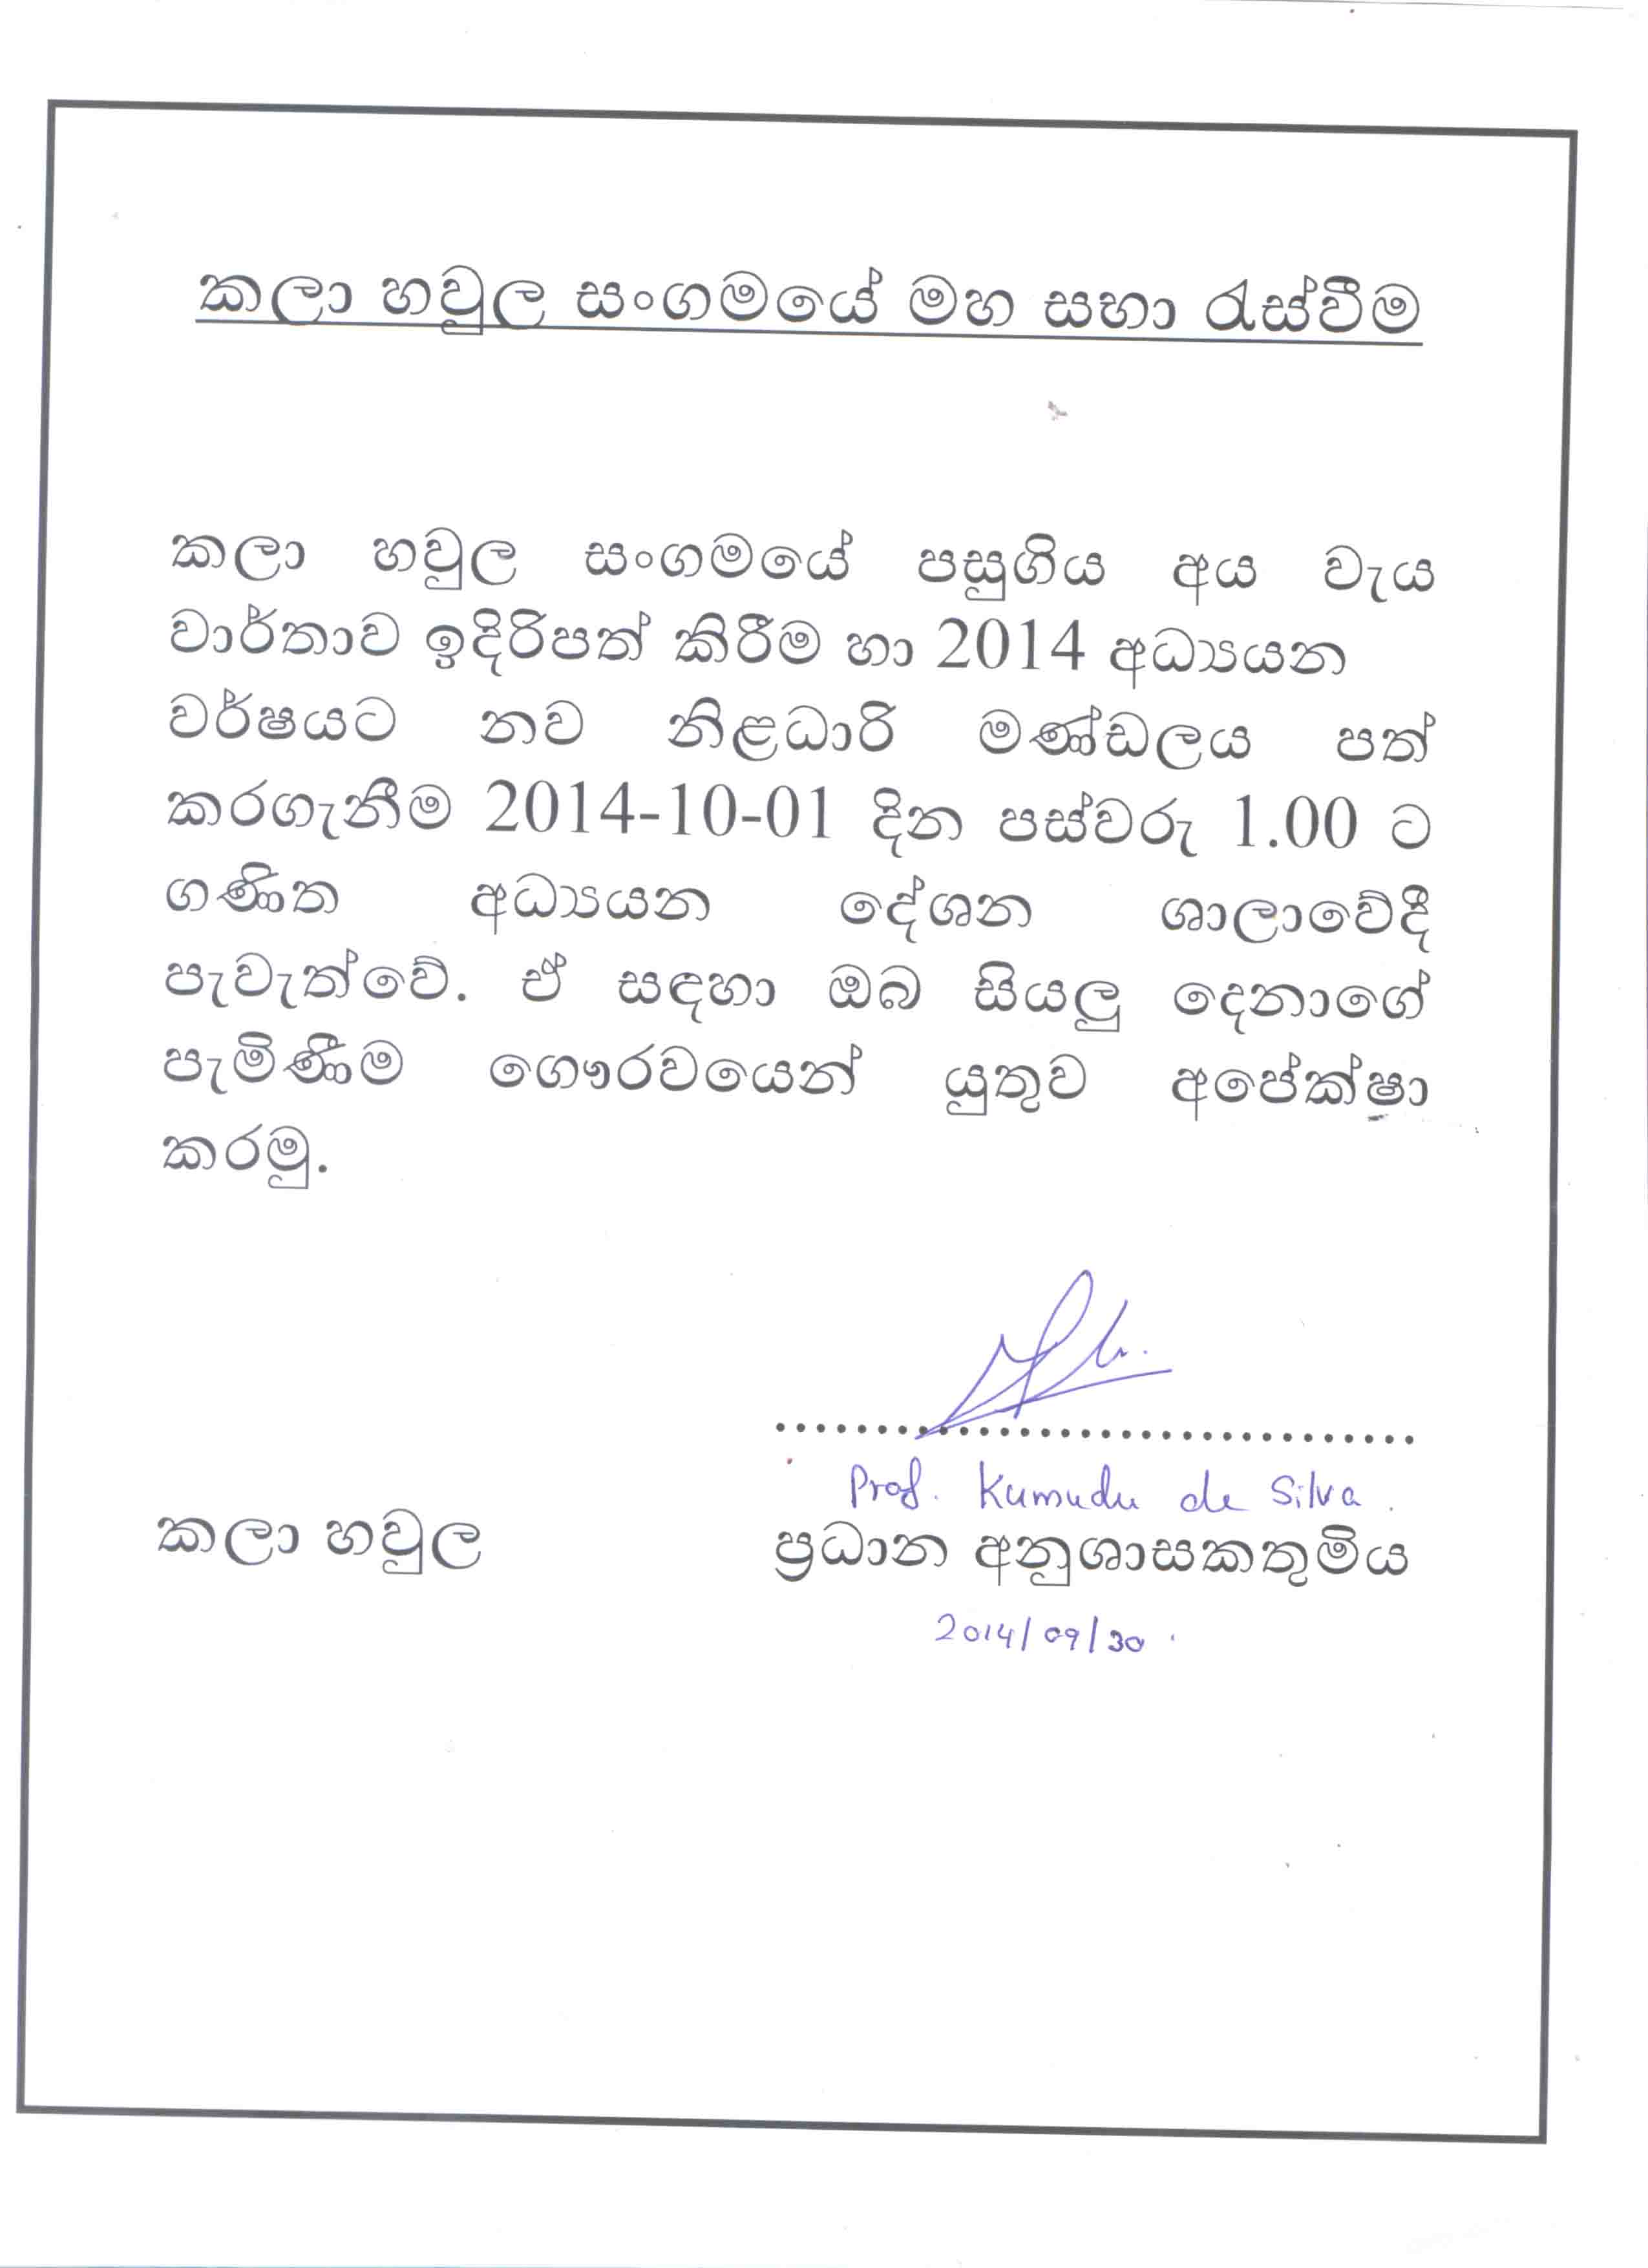 කලා හවුල සංගමයේ මහ සභා රැස්වීම
කලා හවුල සංගමයේ පසුගිය අය වැය
වාර්තාව ඉදිරිපත් කිරීම හා 2014 අධ්‍යයන
වර්ෂයට නව නිළධාරි මණ්ඩලය පත්
කරගැනීම 2014-10-01 දින පස්වරු 1.00 ට
ගණිත අධ්‍යයන දේශන ශාලාවේදී
පැවැත්වේ. ඒ සඳහා ඔබ සියලු දෙනාගේ
පැමිණීම ගෞරවයෙන් යුතුව අපේක්ෂා
කරමු.
Prof. Kumudu de Silva.
කලා හවුල ප්‍රධාන අනුශාසකතුමිය
2014/09/30